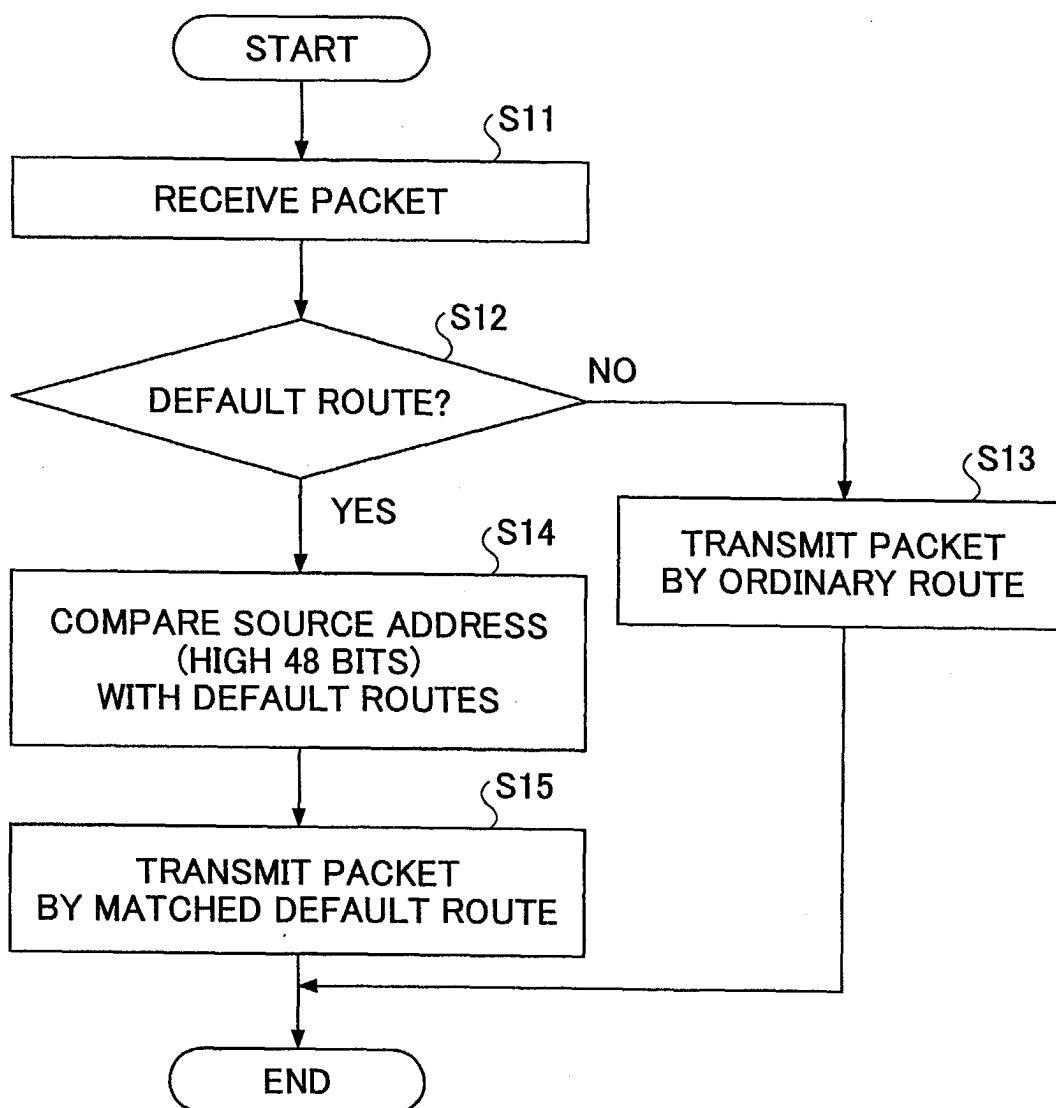 START
S11
RECEIVE PACKET
S12
DEFAULT ROUTE?
NO
YES
S13
TRANSMIT PACKET
BY ORDINARY ROUTE
S14
COMPARE SOURCE ADDRESS
(HIGH 48 BITS)
WITH DEFAULT ROUTES
S15
TRANSMIT PACKET
BY MATCHED DEFAULT ROUTE
END